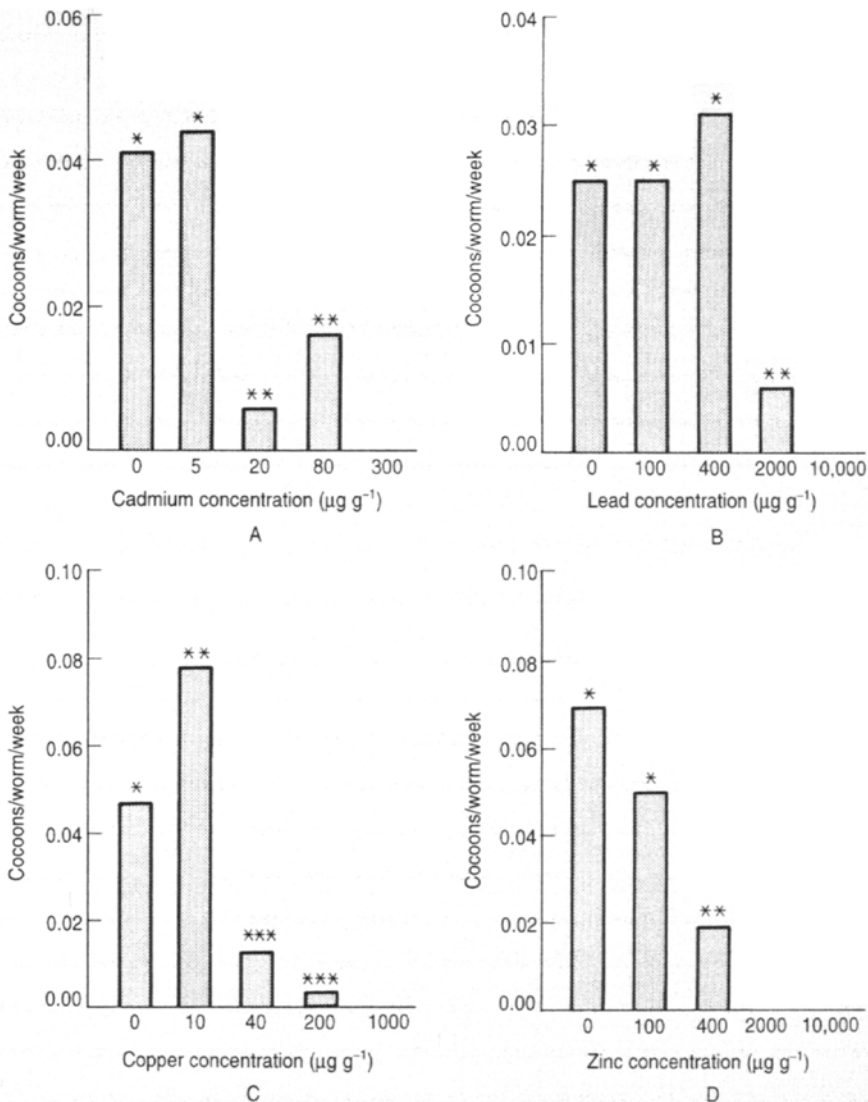 0.06
0.04
0.02
0.00
Cocoons/worm/week
*
*
**
**
0 5 20 80 300
Cadmium concentration (µg g⁻¹)
A
0.04
0.03
0.02
0.01
0.00
Cocoons/worm/week
*
*
*
**
0 100 400 2000 10,000
Lead concentration (µg g⁻¹)
B
0.10
0.08
0.06
0.04
0.02
0.00
Cocoons/worm/week
*
**
***
***
0 10 40 200 1000
Copper concentration (µg g⁻¹)
C
0.10
0.08
0.06
0.04
0.02
0.00
Cocoons/worm/week
*
*
**
0 100 400 2000 10,000
Zinc concentration (µg g⁻¹)
D